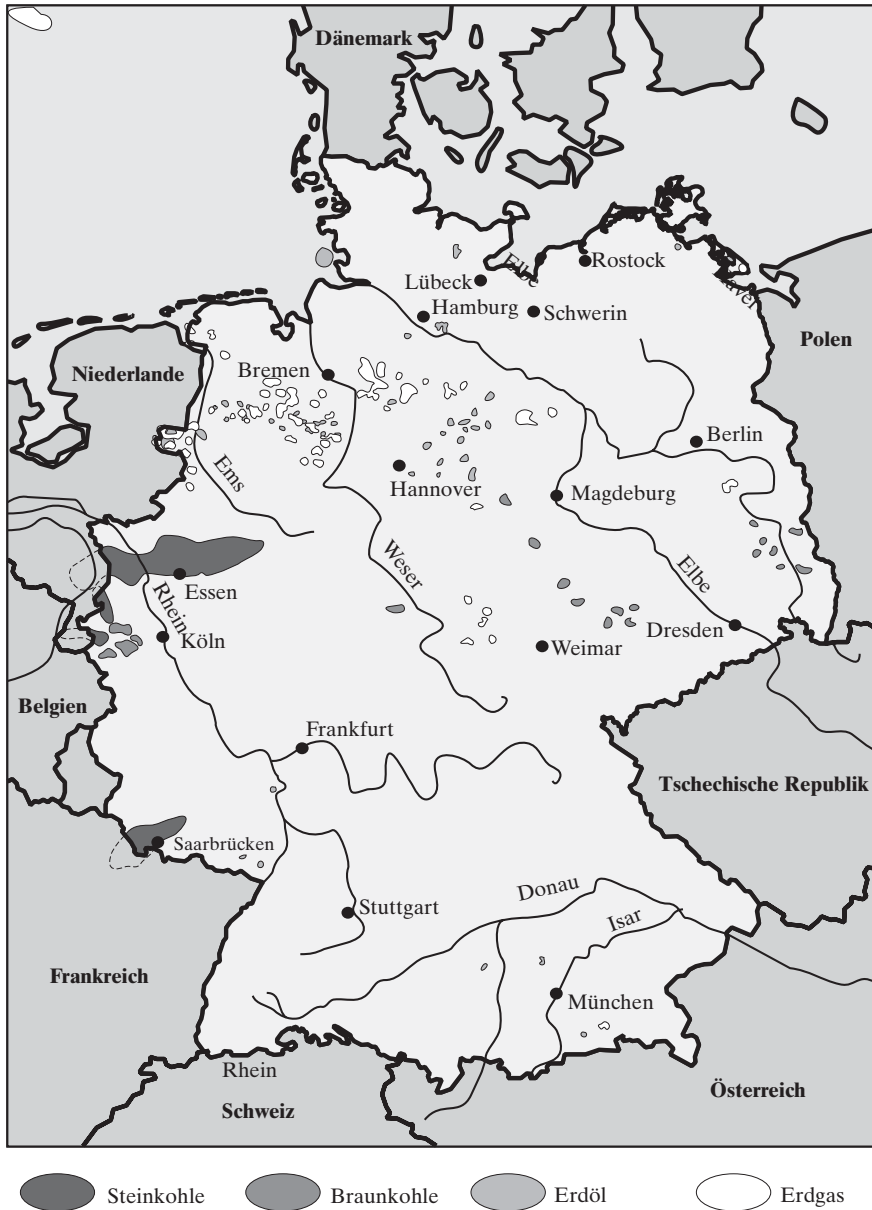 Dänemark
Elbe
Rostock
Lübeck
Havel
Hamburg
Schwerin
Polen
Niederlande
Bremen
Berlin
Ems
Hannover
Magdeburg
Weser
Elbe
Essen
Rhein
Köln
Dresden
Weimar
Belgien
Frankfurt
Tschechische Republik
Saarbrücken
Donau
Stuttgart
Isar
Frankreich
München
Rhein
Schweiz
Österreich
Steinkohle Braunkohle Erdöl Erdgas